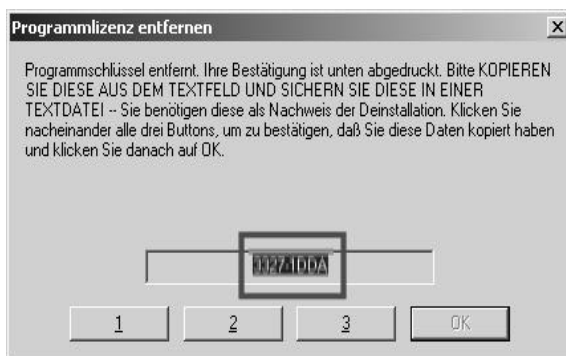 Programmlizenz entfernen
Programmschlüssel entfernt. Ihre Bestätigung ist unten abgedruckt. Bitte KOPIEREN
SIE DIESE AUS DEM TEXTFELD UND SICHERN SIE DIESE IN EINER
TEXTDATEI -- Sie benötigen diese als Nachweis der Deinstallation. Klicken Sie
nacheinander alle drei Buttons, um zu bestätigen, daß Sie diese Daten kopiert haben
und klicken Sie danach auf OK.
1 2 3 OK